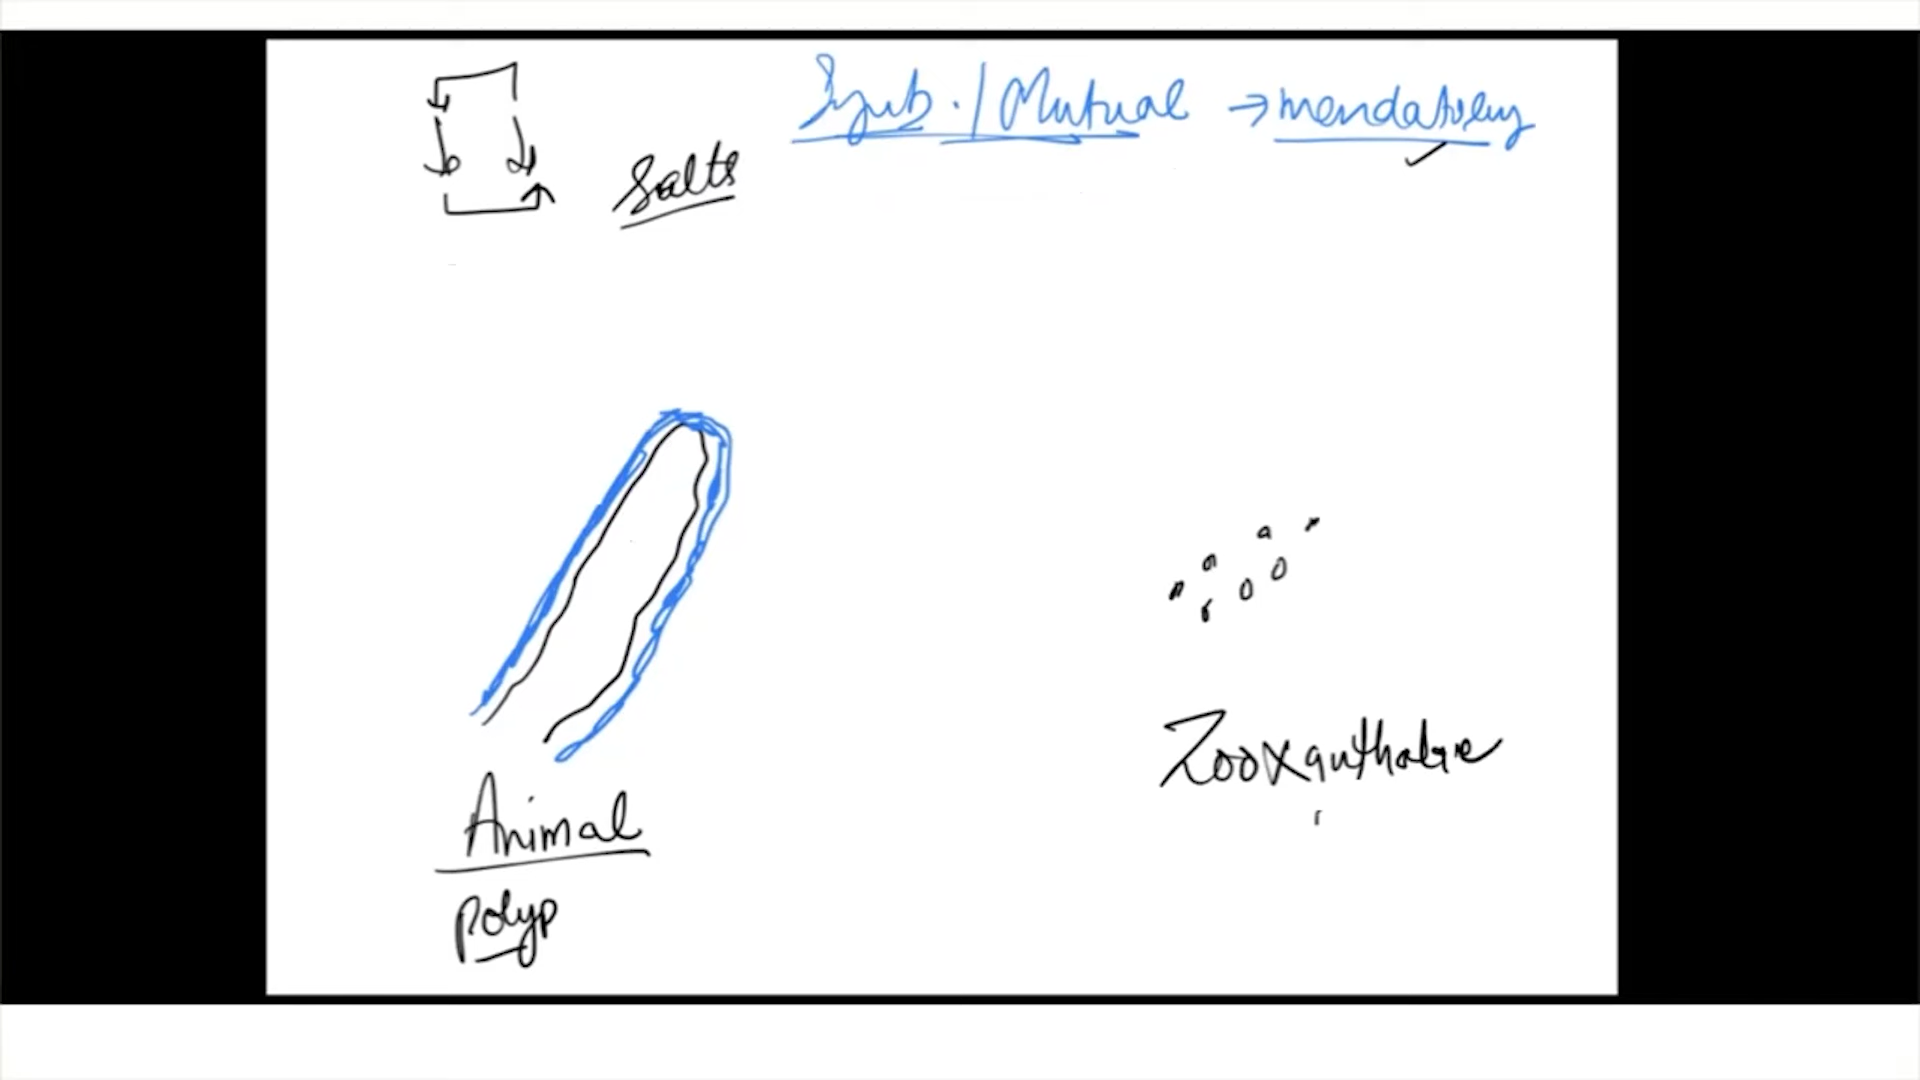 Symb. / Mutual → mendatory
Salts
Zooxanthalae
Animal
Polyp